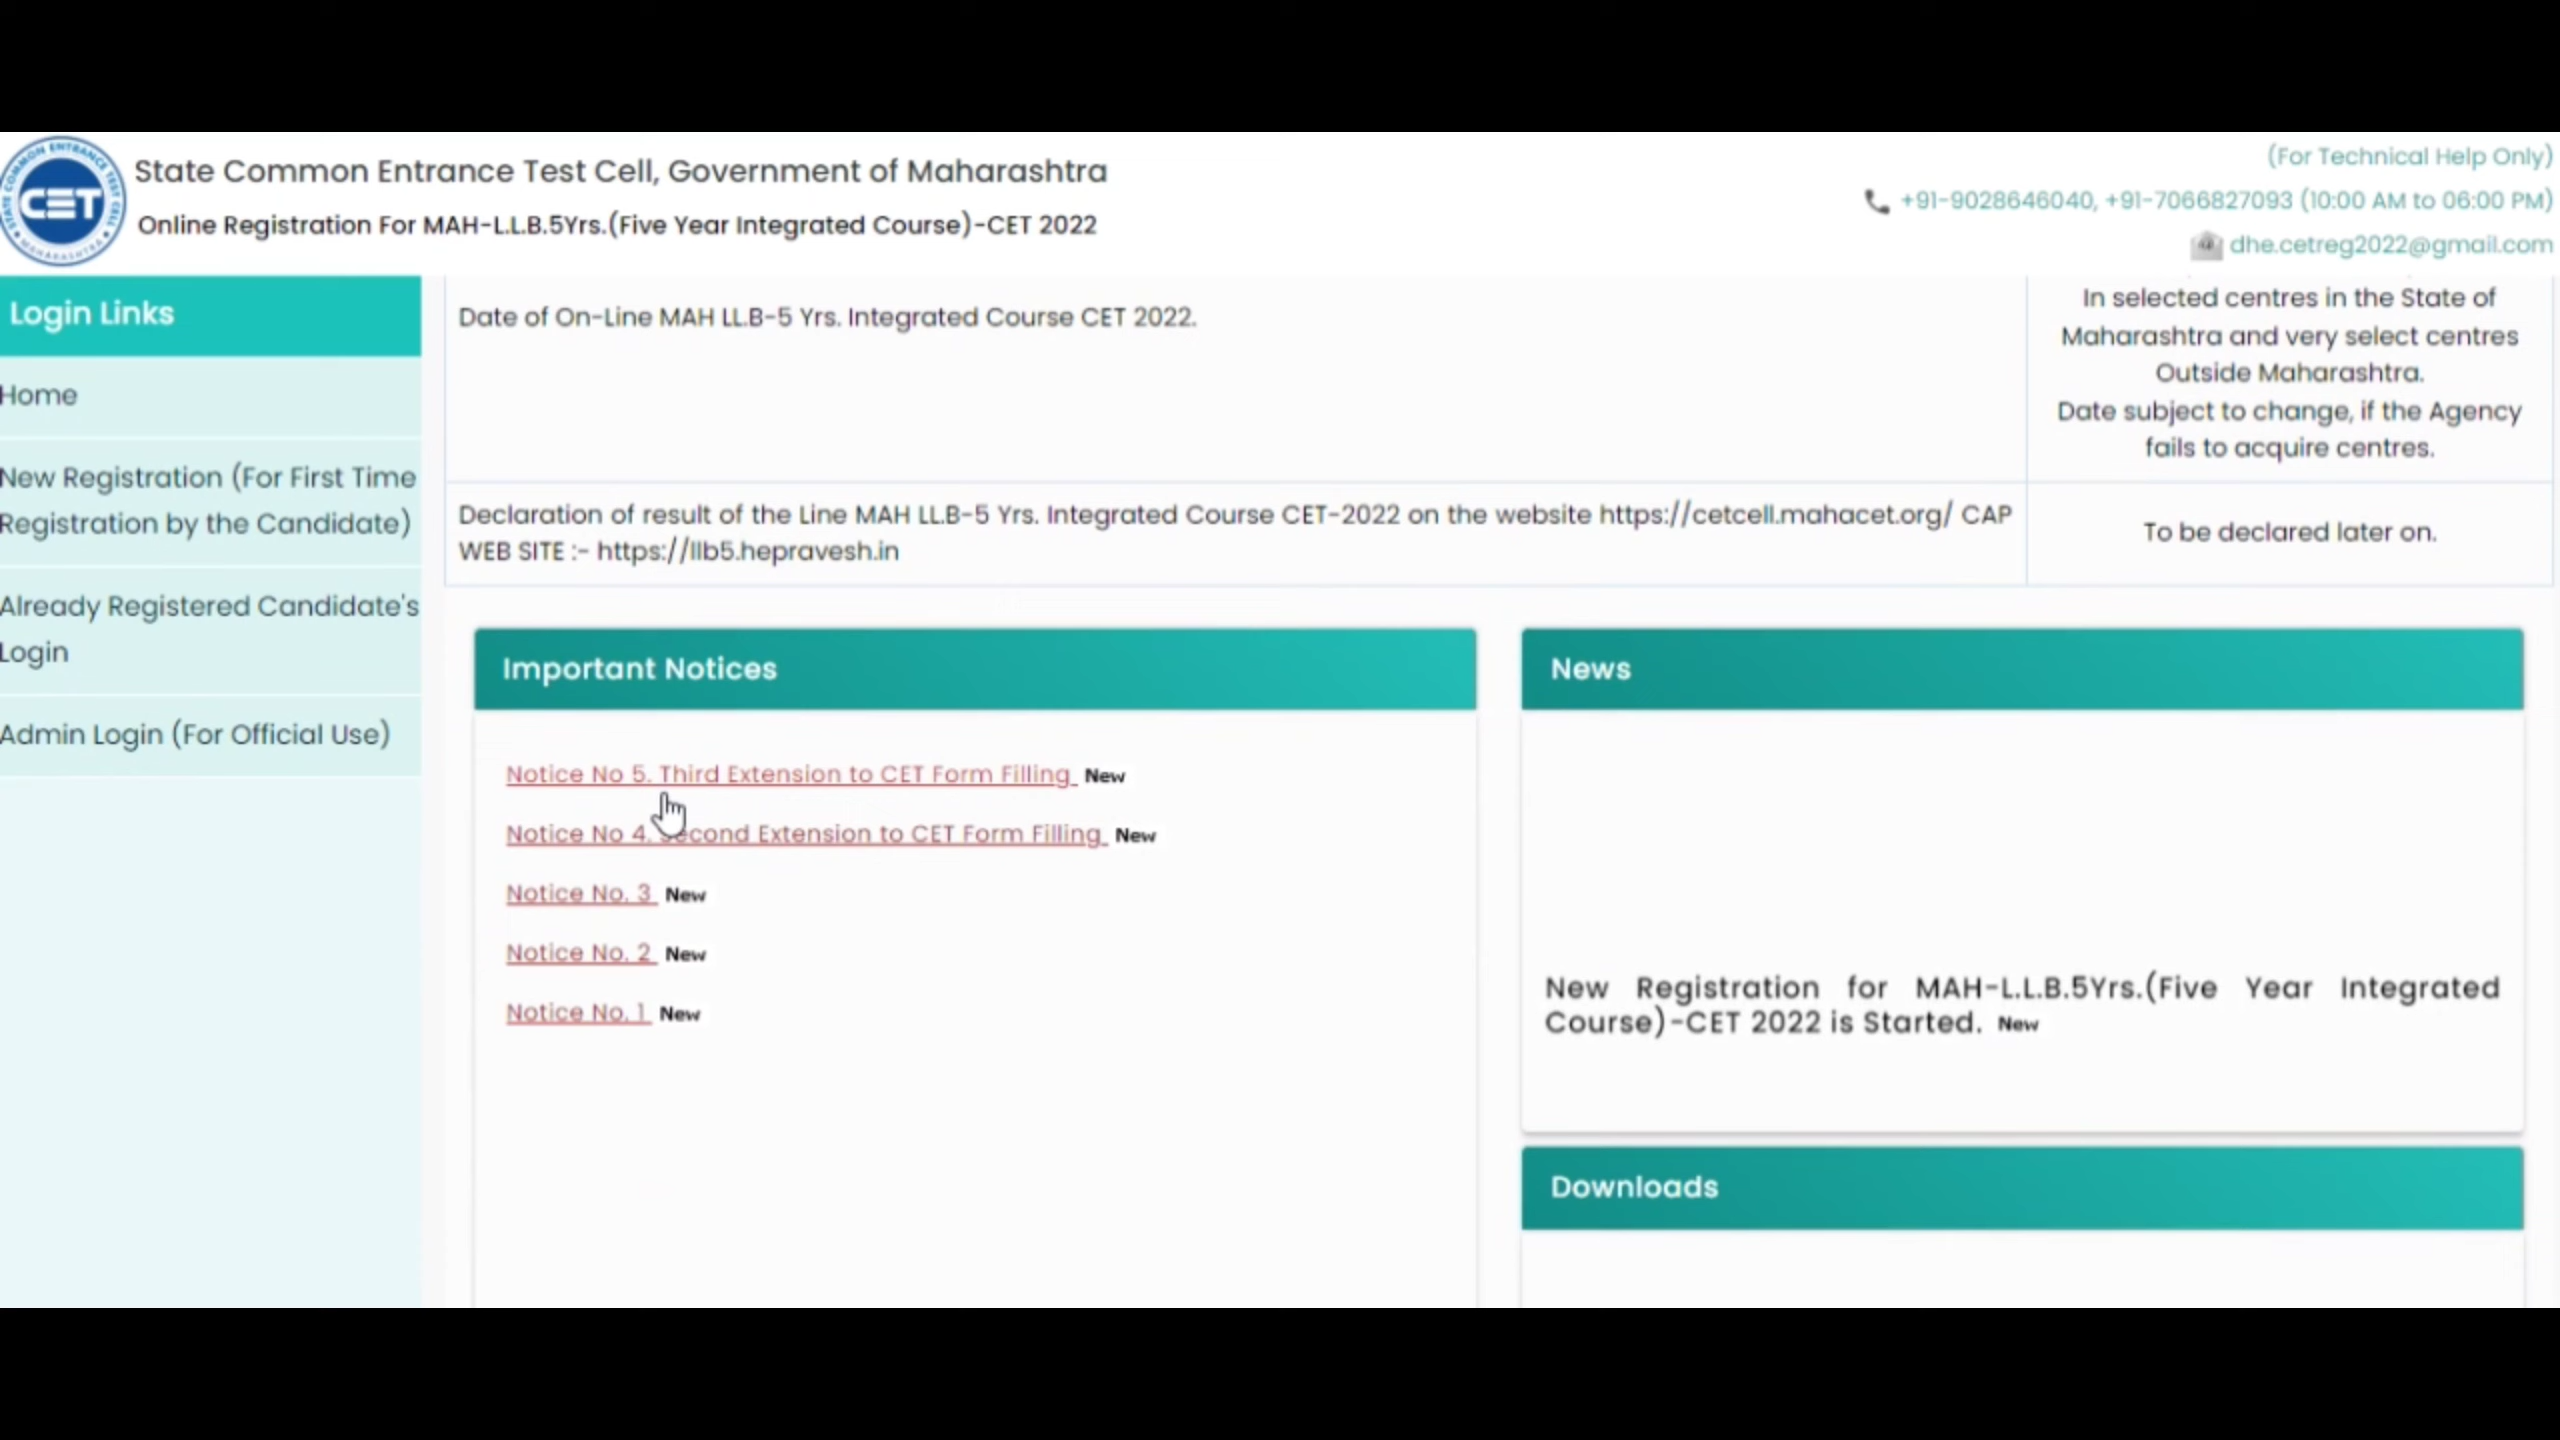 State Common Entrance Test Cell, Government of Maharashtra
Online Registration For MAH-L.L.B.5Yrs.(Five Year Integrated Course)-CET 2022
(For Technical Help Only)
+91-9028646040, +91-7066827093 (10:00 AM to 06:00 PM)
dhe.cetreg2022@gmail.com
STATE COMMON ENTRANCE TEST CELL
CET
MAHARASHTRA
Login Links
Home
New Registration (For First Time
Registration by the Candidate)
Already Registered Candidate's
Login
Admin Login (For Official Use)
Date of On-Line MAH LL.B-5 Yrs. Integrated Course CET 2022.
In selected centres in the State of
Maharashtra and very select centres
Outside Maharashtra.
Date subject to change, if the Agency
fails to acquire centres.
Declaration of result of the Line MAH LL.B-5 Yrs. Integrated Course CET-2022 on the website https://cetcell.mahacet.org/ CAP
WEB SITE :- https://llb5.hepravesh.in
To be declared later on.
Important Notices
Notice No 5. Third Extension to CET Form Filling New
Notice No 4. Second Extension to CET Form Filling New
Notice No. 3 New
Notice No. 2 New
Notice No. 1 New
News
New Registration for MAH-L.L.B.5Yrs.(Five Year Integrated
Course)-CET 2022 is Started. New
Downloads